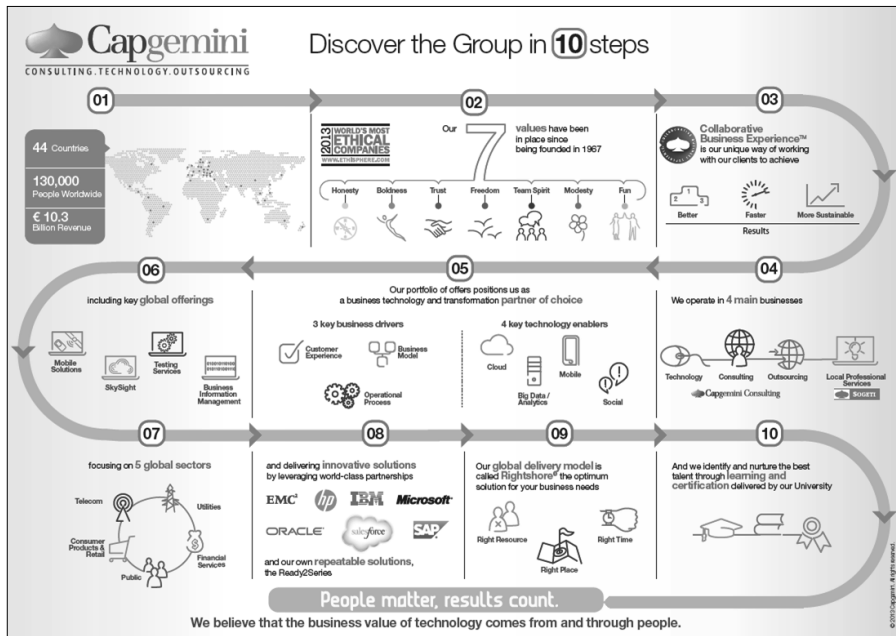 Capgemini
CONSULTING.TECHNOLOGY.OUTSOURCING
Discover the Group in 10 steps
01
44 Countries
130,000
People Worldwide
€ 10.3
Billion Revenue
02
2013
WORLD'S MOST
ETHICAL
COMPANIES
WWW.ETHISPHERE.COM
Our 7 values have been
in place since
being founded in 1967
Honesty
Boldness
Trust
Freedom
Team Spirit
Modesty
Fun
03
Collaborative
Business Experience™
is our unique way of working
with our clients to achieve
1
2
3
Better
Faster
More Sustainable
Results
04
We operate in 4 main businesses
Technology
Consulting
Outsourcing
Local Professional
Services
Capgemini Consulting
SOGETI
05
Our portfolio of offers positions us as
a business technology and transformation partner of choice
3 key business drivers
Customer
Experience
Business
Model
Operational
Process
4 key technology enablers
Cloud
Mobile
Big Data /
Analytics
Social
06
including key global offerings
Mobile
Solutions
SkySight
Testing
Services
Business
Information
Management
07
focusing on 5 global sectors
Telecom
Utilities
Consumer
Products &
Retail
Financial
Services
Public
08
and delivering innovative solutions
by leveraging world-class partnerships
EMC²
hp
IBM
Microsoft
ORACLE
salesforce
SAP
and our own repeatable solutions,
the Ready2Series
09
Our global delivery model is
called Rightshore® the optimum
solution for your business needs
Right Resource
Right Time
Right Place
10
And we identify and nurture the best
talent through learning and
certification delivered by our University
People matter, results count.
We believe that the business value of technology comes from and through people.
Capgemini. All rights reserved.